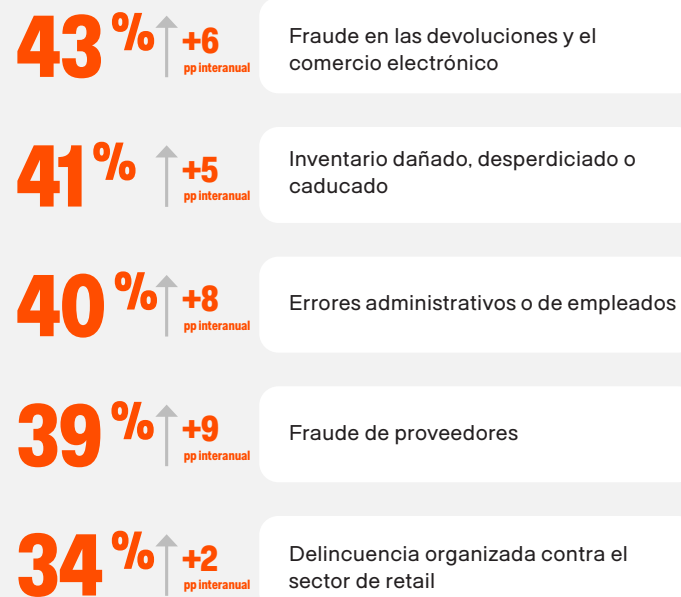 43% +6
pp interanual
Fraude en las devoluciones y el
comercio electrónico
41% +5
pp interanual
Inventario dañado, desperdiciado o
caducado
40% +8
pp interanual
Errores administrativos o de empleados
39% +9
pp interanual
Fraude de proveedores
34% +2
pp interanual
Delincuencia organizada contra el
sector de retail